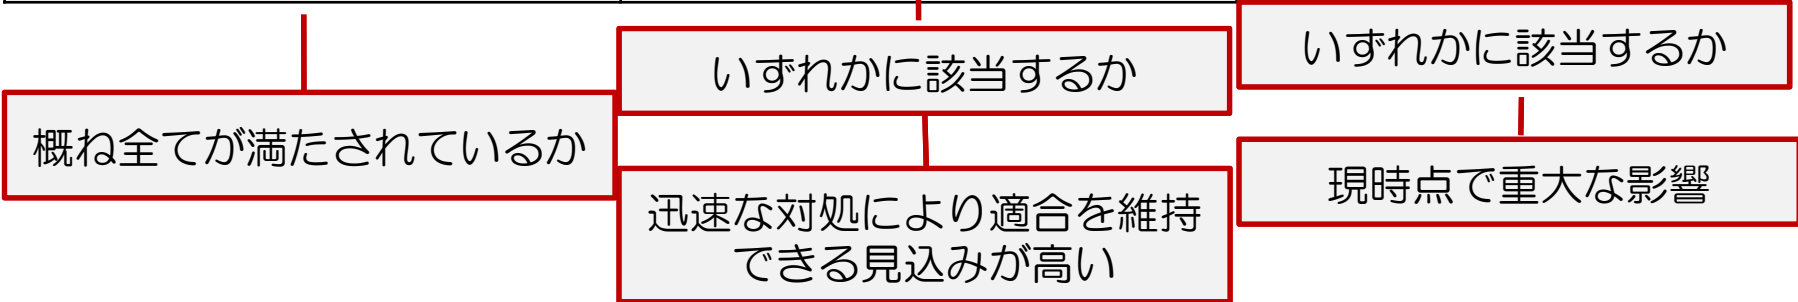 概ね全てが満たされているか
いずれかに該当するか
迅速な対処により適合を維持
できる見込みが高い
いずれかに該当するか
現時点で重大な影響